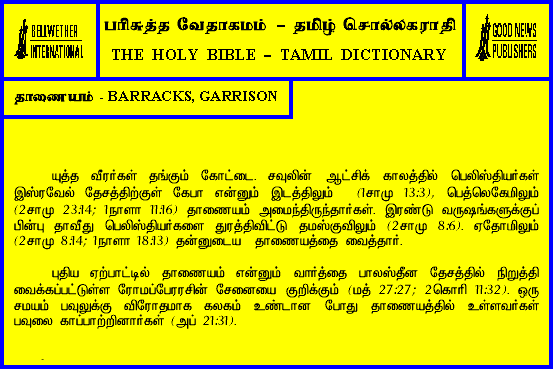 BELLWETHER
INTERNATIONAL
பரிசுத்த வேதாகமம் – தமிழ் சொல்லகராதி
THE HOLY BIBLE – TAMIL DICTIONARY
GOOD NEWS
PUBLISHERS
தாணையம் - BARRACKS, GARRISON
யுத்த வீரர்கள் தங்கும் கோட்டை. சவுலின் ஆட்சிக் காலத்தில் பெலிஸ்தியர்கள்
இஸ்ரவேல் தேசத்திற்குள் கேபா என்னும் இடத்திலும் (1சாமு 13:3), பெத்லெகேமிலும்
(2சாமு 23:14; 1நாளா 11:16) தாணையம் அமைந்திருந்தார்கள். இரண்டு வருஷங்களுக்குப்
பின்பு தாவீது பெலிஸ்தியர்களை துரத்திவிட்டு தமஸ்குவிலும் (2சாமு 8:6). ஏதோமிலும்
(2சாமு 8:14; 1நாளா 18:13) தன்னுடைய தாணையத்தை வைத்தார்.
புதிய ஏற்பாட்டில் தாணையம் என்னும் வார்த்தை பாலஸ்தீன தேசத்தில் நிறுத்தி
வைக்கப்பட்டுள்ள ரோமப்பேரரசின் சேனையை குறிக்கும் (மத் 27:27; 2கொரி 11:32). ஒரு
சமயம் பவுலுக்கு விரோதமாக கலகம் உண்டான போது தாணையத்தில் உள்ளவர்கள்
பவுலை காப்பாற்றினார்கள் (அப் 21:31).